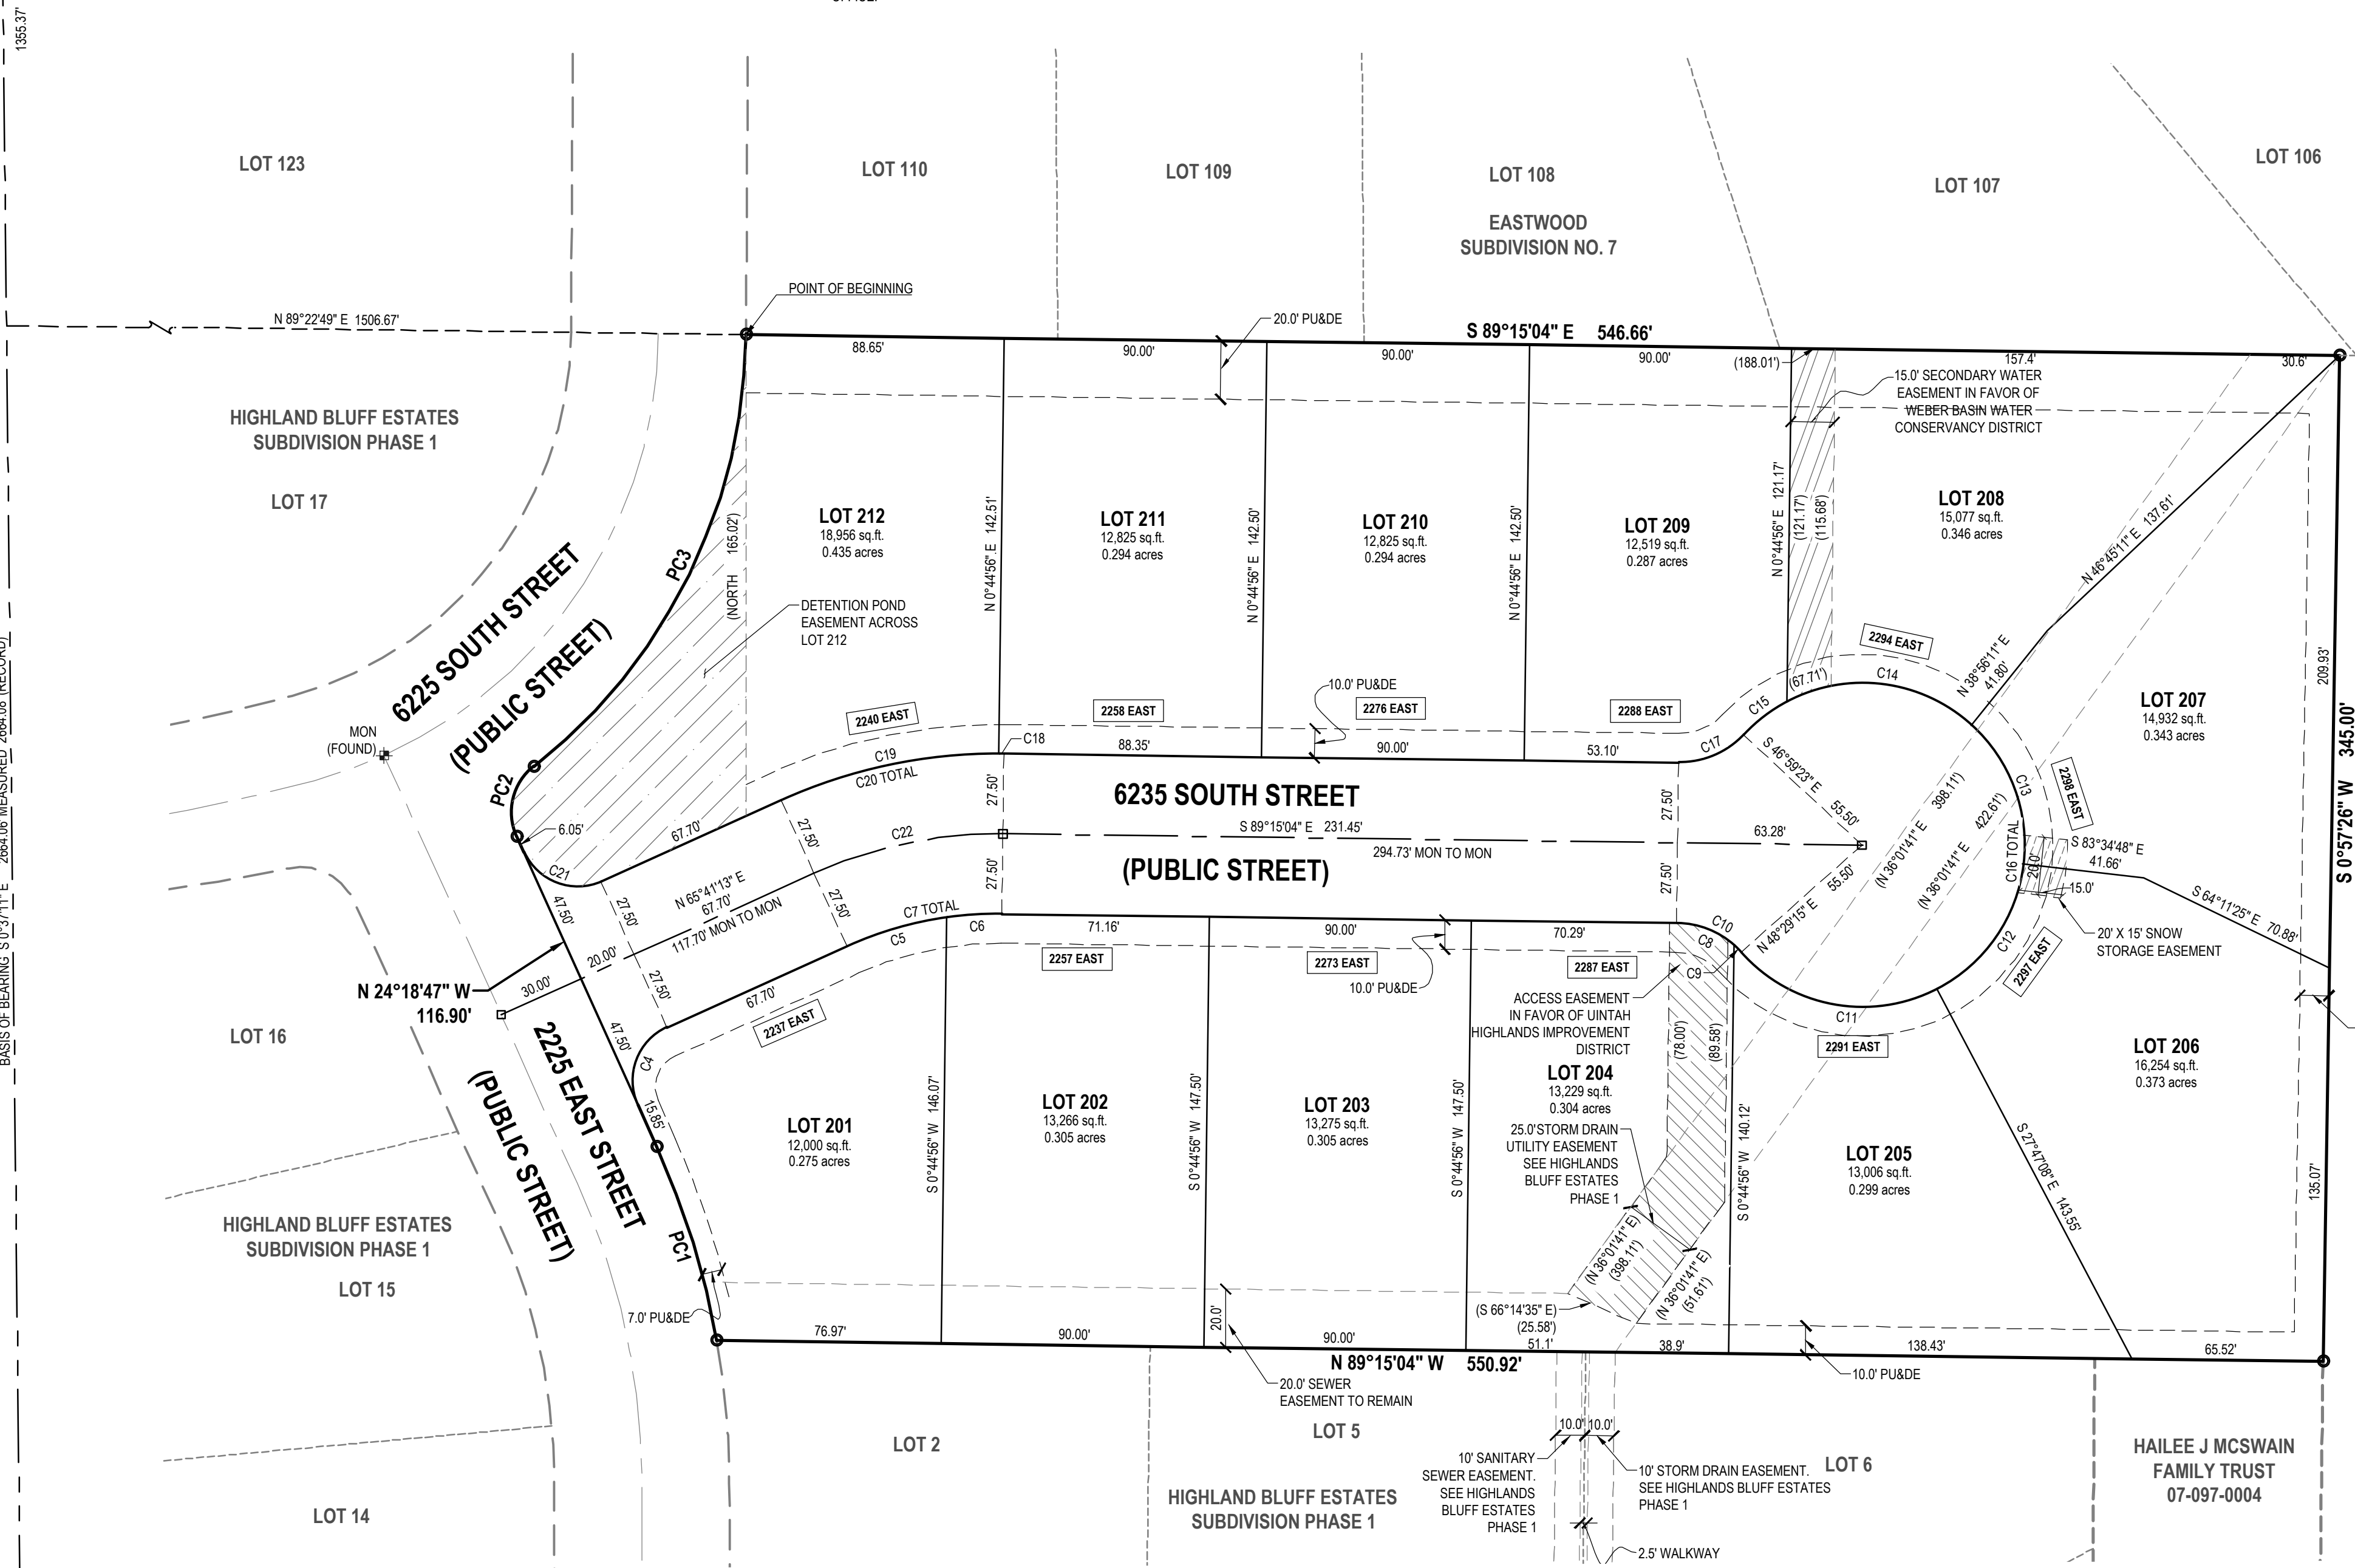 1355.37'
LOT 123
LOT 110
LOT 109
LOT 108
LOT 107
LOT 106
EASTWOOD
SUBDIVISION NO. 7
POINT OF BEGINNING
N 89°22'49" E 1506.67'
20.0' PU&DE
S 89°15'04" E 546.66'
88.65'
90.00'
90.00'
90.00'
(188.01')
157.4'
30.6'
15.0' SECONDARY WATER
EASEMENT IN FAVOR OF
WEBER BASIN WATER
CONSERVANCY DISTRICT
HIGHLAND BLUFF ESTATES
SUBDIVISION PHASE 1
LOT 17
6225 SOUTH STREET
(PUBLIC STREET)
PC3
(NORTH 165.02')
LOT 212
18,956 sq.ft.
0.435 acres
N 0°44'56" E 142.51'
LOT 211
12,825 sq.ft.
0.294 acres
N 0°44'56" E 142.50'
LOT 210
12,825 sq.ft.
0.294 acres
N 0°44'56" E 142.50'
LOT 209
12,519 sq.ft.
0.287 acres
N 0°44'56" E 121.17'
(121.17')
(115.68')
LOT 208
15,077 sq.ft.
0.346 acres
N 46°45'11" E 137.61'
N 38°56'11" E
41.80'
209.93'
S 0°57'26" W 345.00'
DETENTION POND
EASEMENT ACROSS
LOT 212
LOT 207
14,932 sq.ft.
0.343 acres
MON
(FOUND)
PC2
6.05'
C21
67.70'
2240 EAST
C19
C20 TOTAL
C18
2258 EAST
88.35'
10.0' PU&DE
2276 EAST
90.00'
2288 EAST
53.10'
C17
C15
(67.71')
2294 EAST
C14
C13
2298 EAST
S 46°59'23" E 55.50'
6235 SOUTH STREET
(PUBLIC STREET)
27.50'
27.50'
27.50'
27.50'
27.50'
27.50'
27.50'
27.50'
C22
S 89°15'04" E 231.45'
294.73' MON TO MON
63.28'
(N 36°01'41" E 398.11')
(N 36°01'41" E 422.61')
C16 TOTAL
20.0'
S 83°34'48" E
41.66'
15.0'
S 64°11'25" E 70.88'
20' X 15' SNOW
STORAGE EASEMENT
N 65°41'13" E
67.70'
117.70' MON TO MON
47.50'
20.00'
30.00'
47.50'
N 24°18'47" W
116.90'
C7 TOTAL
C5
C6
71.16'
90.00'
70.29'
C10
C8
C9
N 48°29'15" E 55.50'
C12
2297 EAST
C11
2291 EAST
67.70'
2237 EAST
2257 EAST
2273 EAST
2287 EAST
10.0' PU&DE
ACCESS EASEMENT
IN FAVOR OF UINTAH
HIGHLANDS IMPROVEMENT
DISTRICT
(78.00')
(89.58')
BASIS OF BEARING S 0°37'11" E 2664.06' MEASURED 2664.08' (RECORD)
LOT 16
2225 EAST STREET
(PUBLIC STREET)
C4
15.85'
PC1
LOT 201
12,000 sq.ft.
0.275 acres
S 0°44'56" W 146.07'
LOT 202
13,266 sq.ft.
0.305 acres
S 0°44'56" W 147.50'
LOT 203
13,275 sq.ft.
0.305 acres
S 0°44'56" W 147.50'
LOT 204
13,229 sq.ft.
0.304 acres
25.0'STORM DRAIN
UTILITY EASEMENT
SEE HIGHLANDS
BLUFF ESTATES
PHASE 1
S 0°44'56" W 140.12'
LOT 205
13,006 sq.ft.
0.299 acres
S 27°47'08" E 143.55'
LOT 206
16,254 sq.ft.
0.373 acres
135.07'
HIGHLAND BLUFF ESTATES
SUBDIVISION PHASE 1
LOT 15
7.0' PU&DE
(N 36°01'41" E)
(398.11')
(N 36°01'41" E)
(51.61')
(S 66°14'35" E)
(25.58')
20.0'
76.97'
90.00'
90.00'
51.1'
38.9'
138.43'
65.52'
N 89°15'04" W 550.92'
20.0' SEWER
EASEMENT TO REMAIN
10.0' PU&DE
LOT 14
LOT 2
LOT 5
HIGHLAND BLUFF ESTATES
SUBDIVISION PHASE 1
10.0'
10.0'
10' SANITARY
SEWER EASEMENT.
SEE HIGHLANDS
BLUFF ESTATES
PHASE 1
10' STORM DRAIN EASEMENT.
SEE HIGHLANDS BLUFF ESTATES
PHASE 1
2.5' WALKWAY
LOT 6
HAILEE J MCSWAIN
FAMILY TRUST
07-097-0004